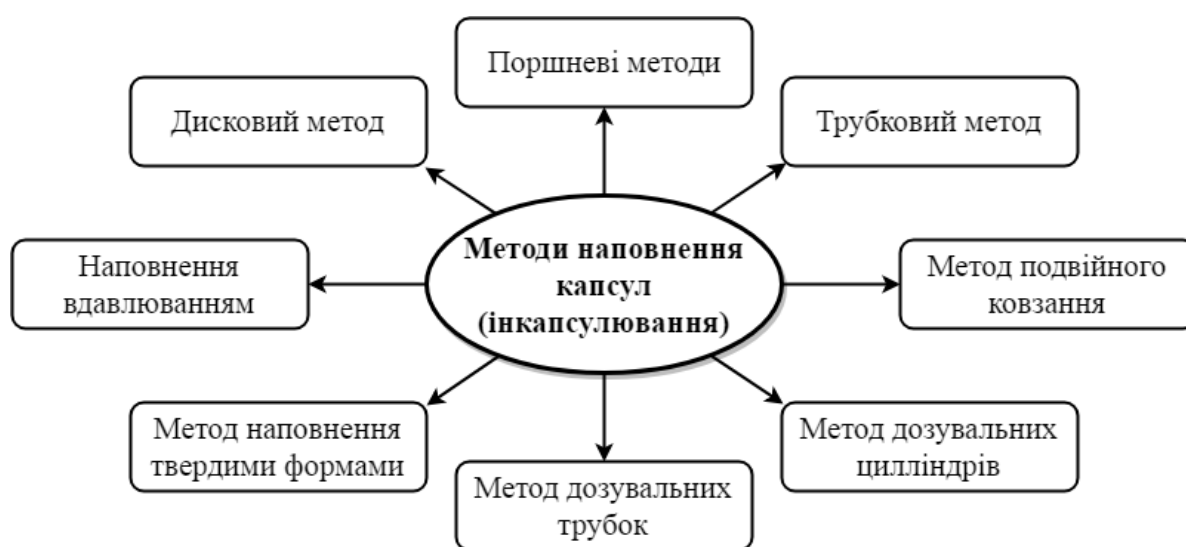 Поршневі методи
Дисковий метод
Трубковий метод
Методи наповнення
капсул
(інкапсулювання)
Наповнення
вдавлюванням
Метод подвійного
ковзання
Метод наповнення
твердими формами
Метод дозувальних
трубок
Метод дозувальних
цилліндрів